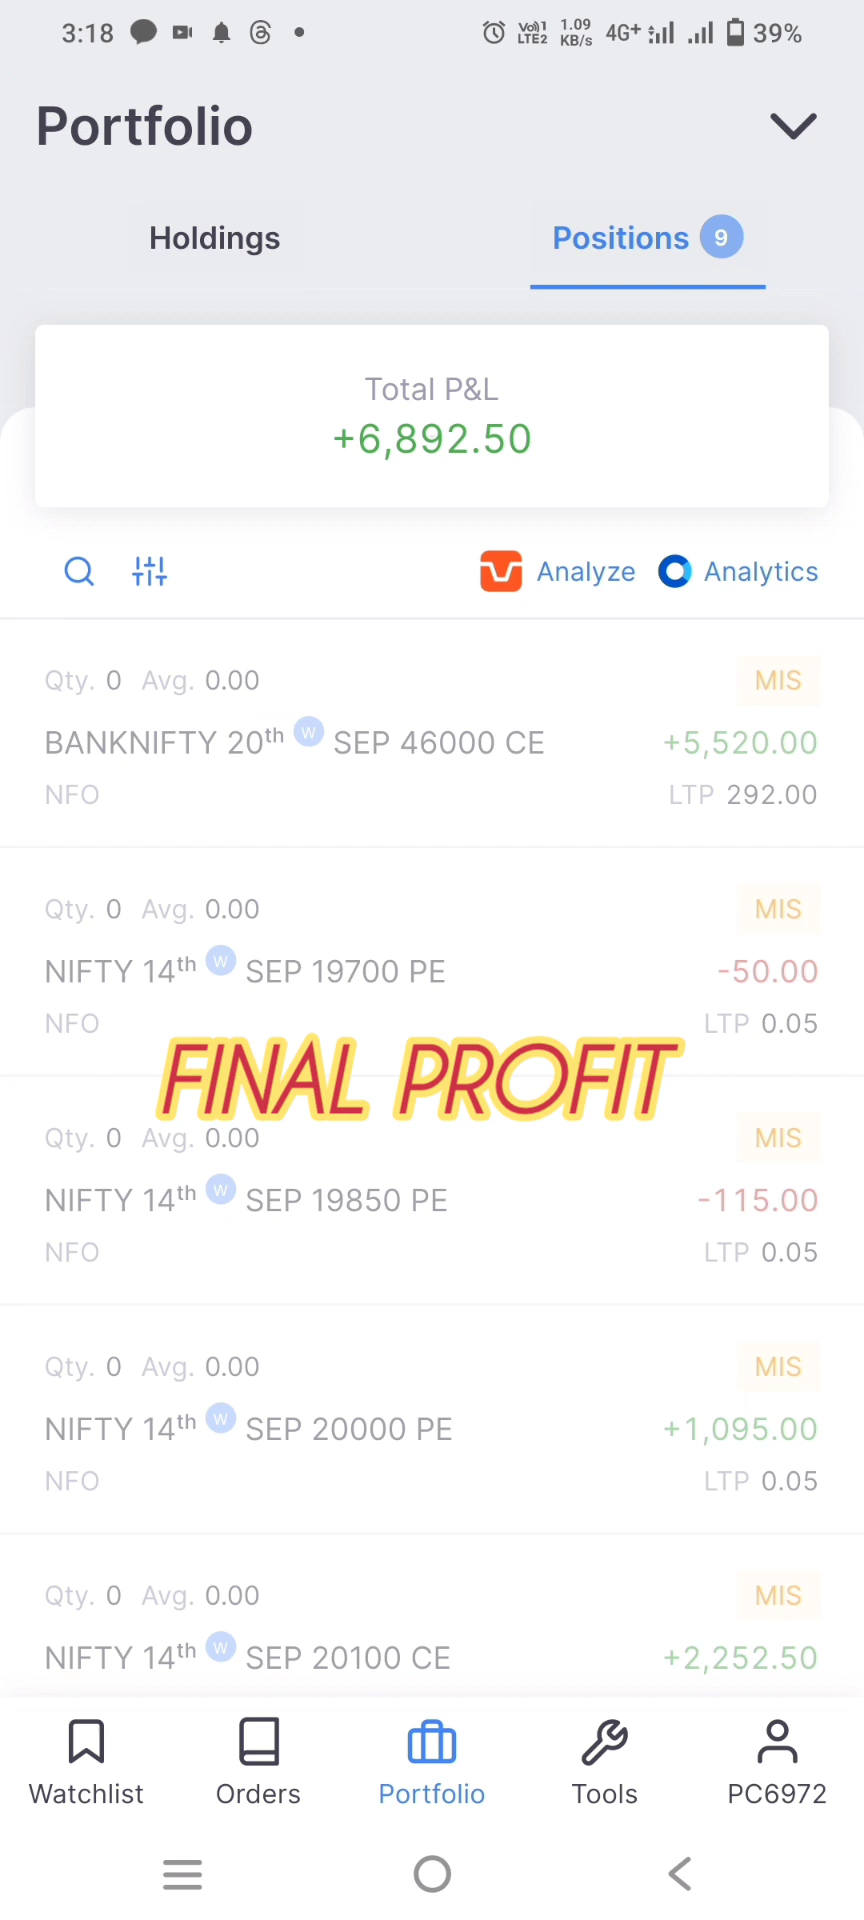 3:18 Vo)) 1 LTE2 1.09 KB/s 4G+ 39%
Portfolio
Holdings Positions 9
Total P&L
+6,892.50
Analyze Analytics
Qty. 0 Avg. 0.00 MIS
BANKNIFTY 20th W SEP 46000 CE +5,520.00
NFO LTP 292.00
Qty. 0 Avg. 0.00 MIS
NIFTY 14th W SEP 19700 PE -50.00
NFO LTP 0.05
FINAL PROFIT
Qty. 0 Avg. 0.00 MIS
NIFTY 14th W SEP 19850 PE -115.00
NFO LTP 0.05
Qty. 0 Avg. 0.00 MIS
NIFTY 14th W SEP 20000 PE +1,095.00
NFO LTP 0.05
Qty. 0 Avg. 0.00 MIS
NIFTY 14th W SEP 20100 CE +2,252.50
Watchlist Orders Portfolio Tools PC6972